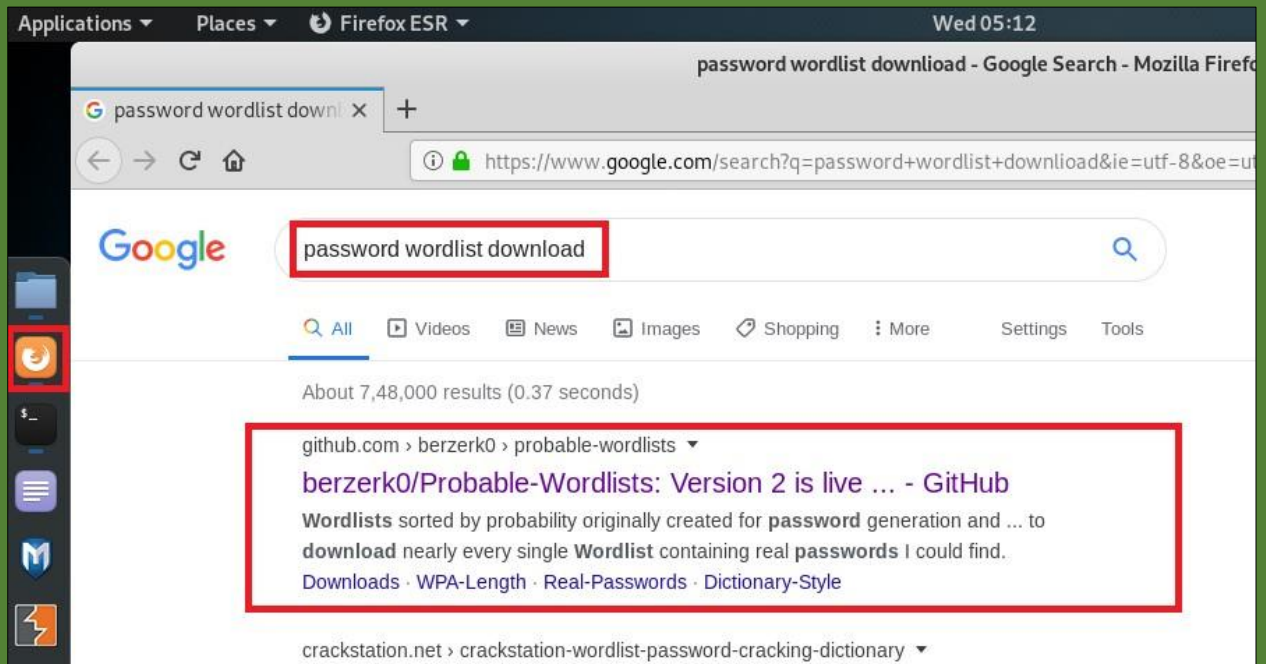 Applications Places Firefox ESR Wed 05:12
password wordlist downlioad - Google Search - Mozilla Firefo
password wordlist downl
https://www.google.com/search?q=password+wordlist+downlioad&ie=utf-8&oe=ut
Google password wordlist download
All Videos News Images Shopping More Settings Tools
About 7,48,000 results (0.37 seconds)
github.com › berzerk0 › probable-wordlists
berzerk0/Probable-Wordlists: Version 2 is live ... - GitHub
Wordlists sorted by probability originally created for password generation and ... to
download nearly every single Wordlist containing real passwords I could find.
Downloads · WPA-Length · Real-Passwords · Dictionary-Style
crackstation.net › crackstation-wordlist-password-cracking-dictionary
$_